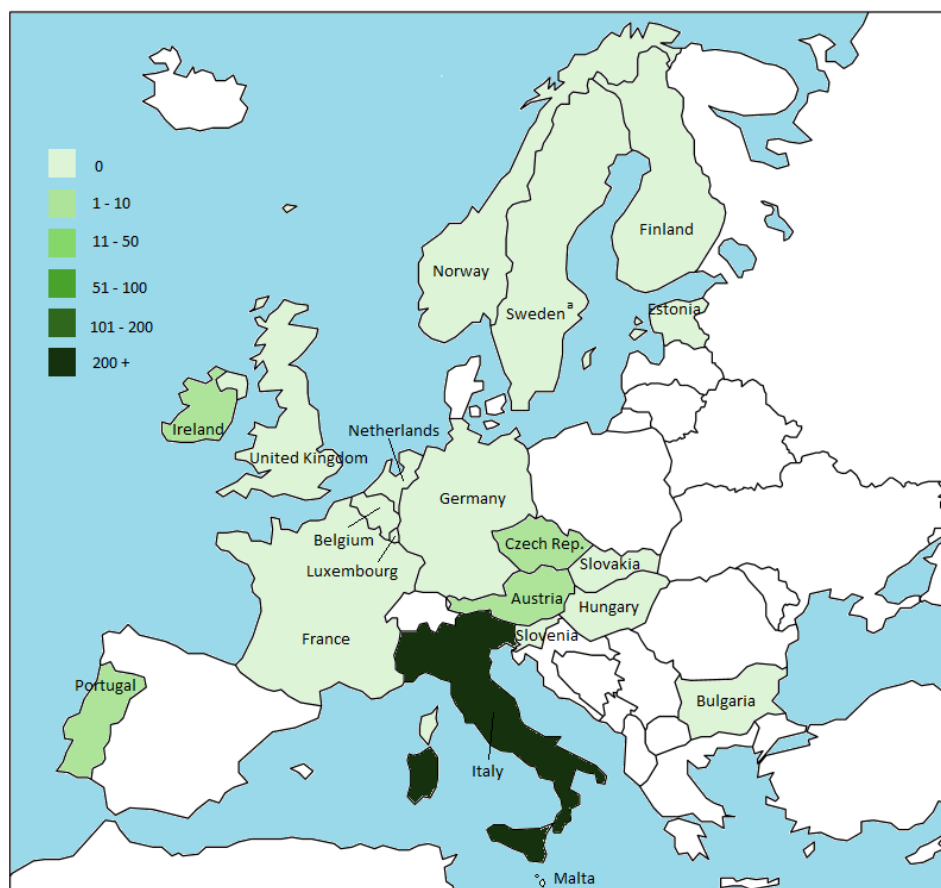 0
1 - 10
11 - 50
51 - 100
101 - 200
200 +
Finland
Norway
Sweden a
Estonia
Ireland
Netherlands
United Kingdom
Germany
Belgium
Czech Rep.
Slovakia
Luxembourg
Austria
Hungary
France
Slovenia
Portugal
Bulgaria
Italy
Malta